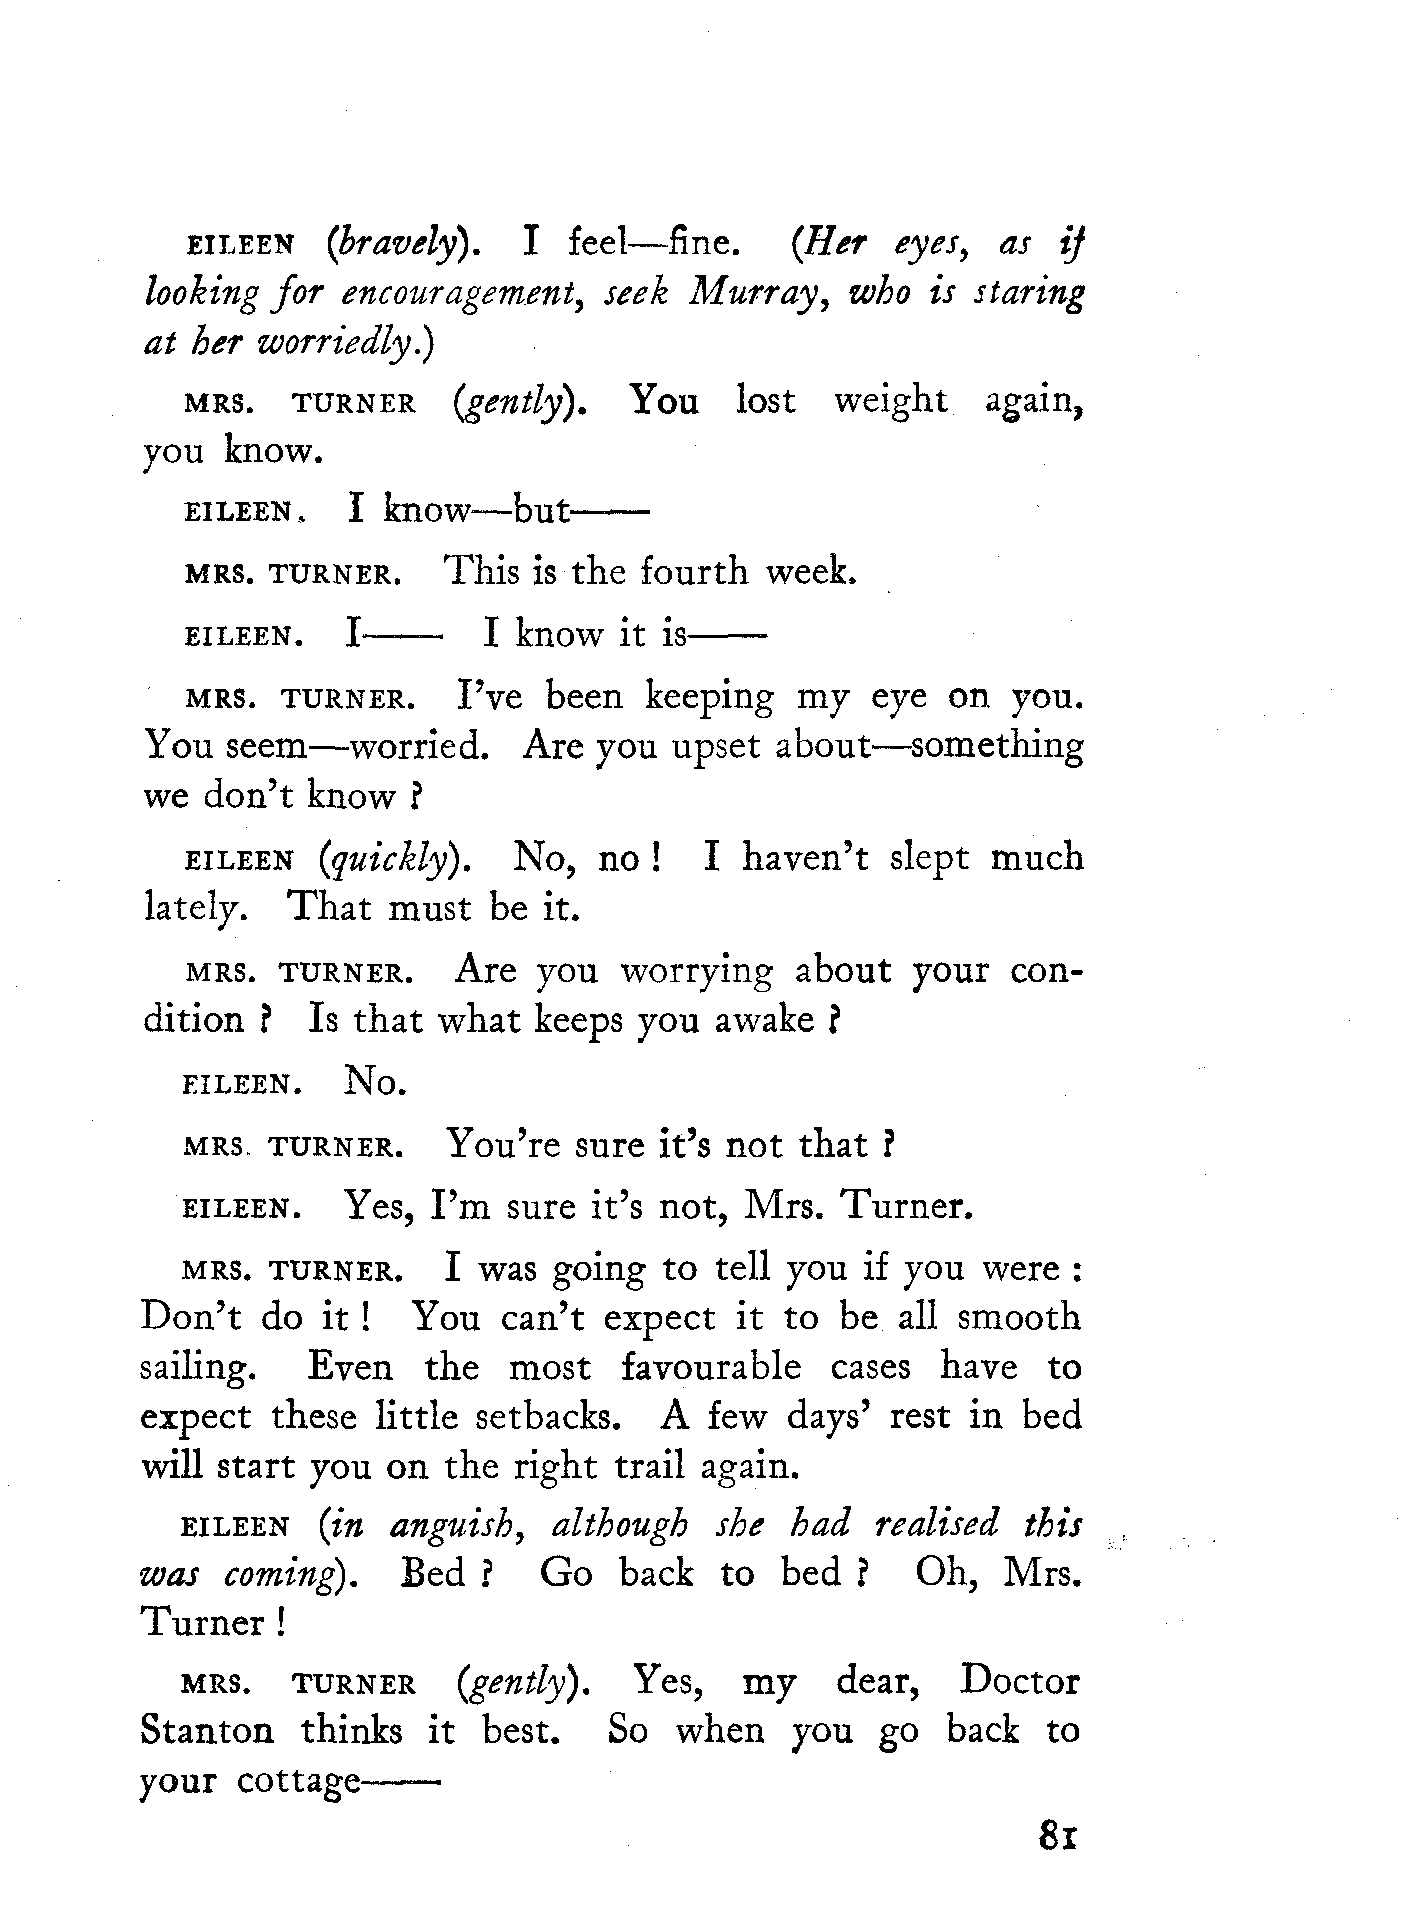 EILEEN (bravely). I feel—fine. (Her eyes, as if
looking for encouragement, seek Murray, who is staring
at her worriedly.)
MRS. TURNER (gently). You lost weight again,
you know.
EILEEN. I know—but——
MRS. TURNER. This is the fourth week.
EILEEN. I—— I know it is——
MRS. TURNER. I've been keeping my eye on you.
You seem—worried. Are you upset about—something
we don't know ?
EILEEN (quickly). No, no ! I haven't slept much
lately. That must be it.
MRS. TURNER. Are you worrying about your con-
dition ? Is that what keeps you awake ?
EILEEN. No.
MRS. TURNER. You're sure it's not that ?
EILEEN. Yes, I'm sure it's not, Mrs. Turner.
MRS. TURNER. I was going to tell you if you were :
Don't do it ! You can't expect it to be all smooth
sailing. Even the most favourable cases have to
expect these little setbacks. A few days' rest in bed
will start you on the right trail again.
EILEEN (in anguish, although she had realised this
was coming). Bed ? Go back to bed ? Oh, Mrs.
Turner !
MRS. TURNER (gently). Yes, my dear, Doctor
Stanton thinks it best. So when you go back to
your cottage——
81